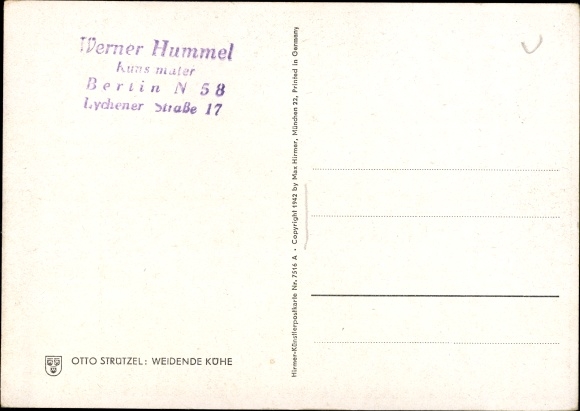 Werner Hummel
Kunstmaler
Berlin N 58
Lychener Straße 17
Hirmer-Künstlerpostkarte Nr. 7516 A · Copyright 1942 by Max Hirmer, München 22, Printed in Germany
OTTO STRÜTZEL: WEIDENDE KÜHE